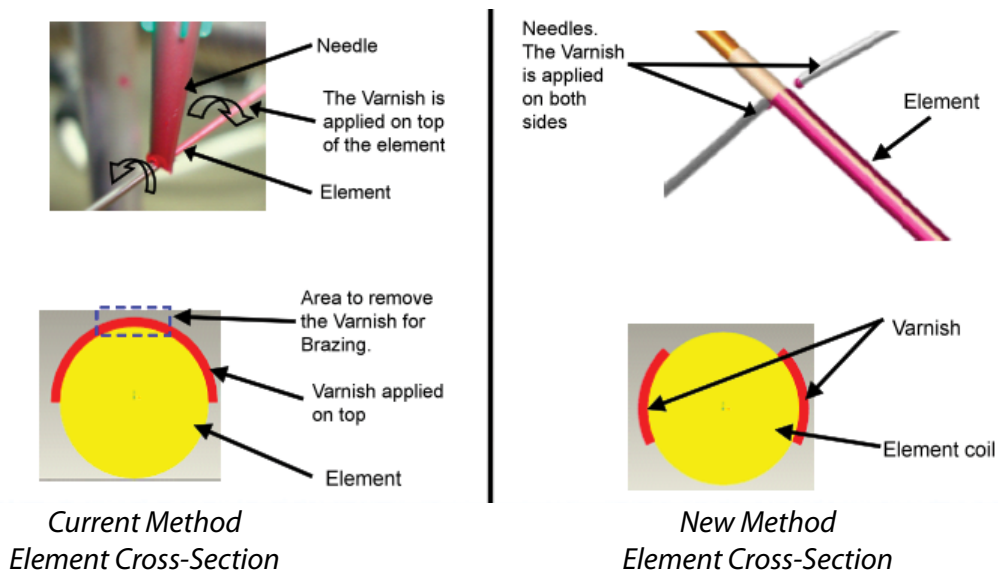 Needle
The Varnish is
applied on top
of the element
Element
Area to remove
the Varnish for
Brazing.
Varnish applied
on top
Element
Current Method
Element Cross-Section
Needles.
The Varnish
is applied
on both
sides
Element
Varnish
Element coil
New Method
Element Cross-Section